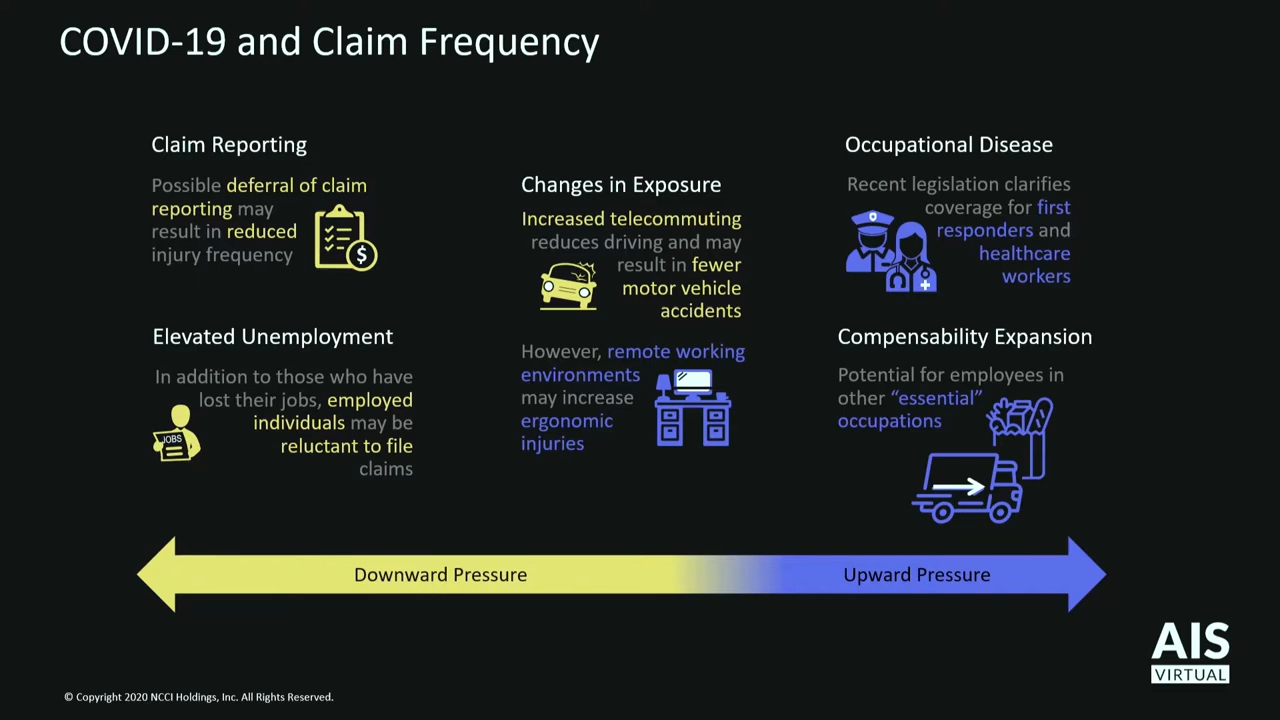 COVID-19 and Claim Frequency
Claim Reporting
Possible deferral of claim
reporting may
result in reduced
injury frequency
$
Elevated Unemployment
In addition to those who have
lost their jobs, employed
individuals may be
reluctant to file
claims
JOBS
Changes in Exposure
Increased telecommuting
reduces driving and may
result in fewer
motor vehicle
accidents
However, remote working
environments
may increase
ergonomic
injuries
Occupational Disease
Recent legislation clarifies
coverage for first
responders and
healthcare
workers
Compensability Expansion
Potential for employees in
other “essential”
occupations
Downward Pressure
Upward Pressure
AIS
VIRTUAL
© Copyright 2020 NCCI Holdings, Inc. All Rights Reserved.